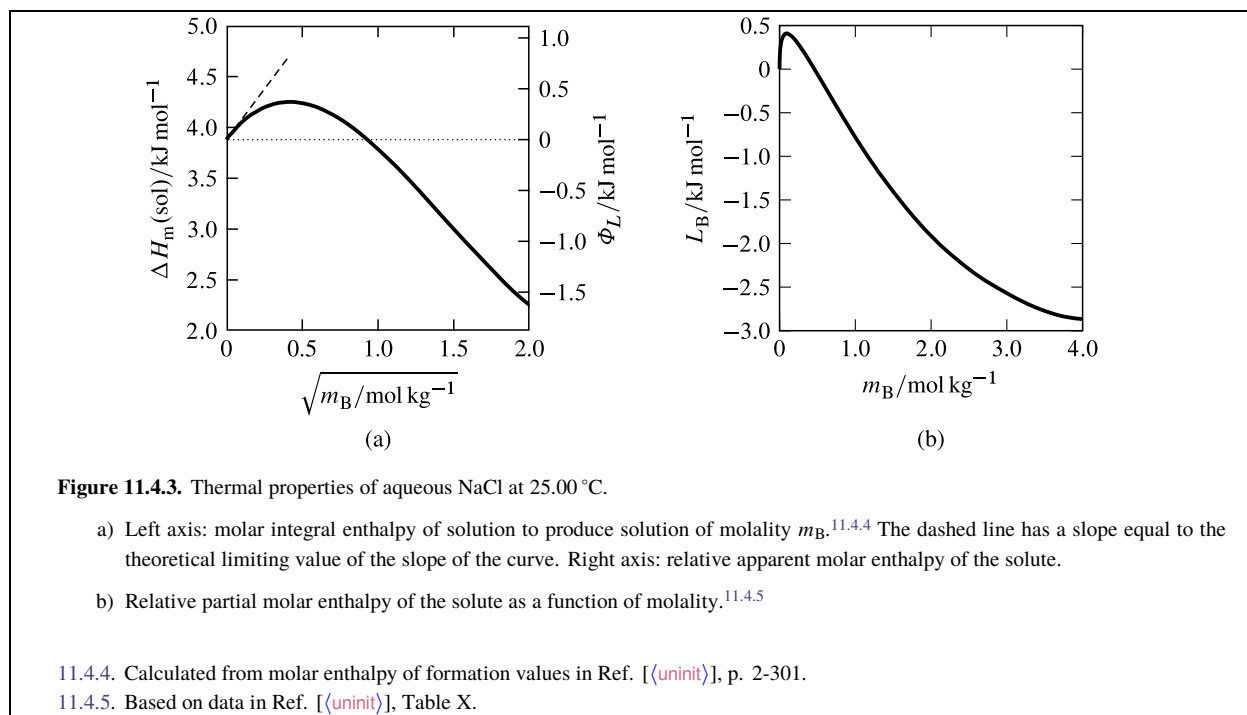 5.0
4.5
4.0
3.5
3.0
2.5
2.0
ΔH_m(sol)/kJ mol⁻¹
0 0.5 1.0 1.5 2.0
√m_B/mol kg⁻¹
1.0
0.5
0
−0.5
−1.0
−1.5
Φ_L/kJ mol⁻¹
(a)
0.5
0
−0.5
−1.0
−1.5
−2.0
−2.5
−3.0
L_B/kJ mol⁻¹
0 1.0 2.0 3.0 4.0
m_B/mol kg⁻¹
(b)
Figure 11.4.3. Thermal properties of aqueous NaCl at 25.00 °C.
a) Left axis: molar integral enthalpy of solution to produce solution of molality m_B.^11.4.4 The dashed line has a slope equal to the
theoretical limiting value of the slope of the curve. Right axis: relative apparent molar enthalpy of the solute.
b) Relative partial molar enthalpy of the solute as a function of molality.^11.4.5
11.4.4. Calculated from molar enthalpy of formation values in Ref. [⟨uninit⟩], p. 2-301.
11.4.5. Based on data in Ref. [⟨uninit⟩], Table X.